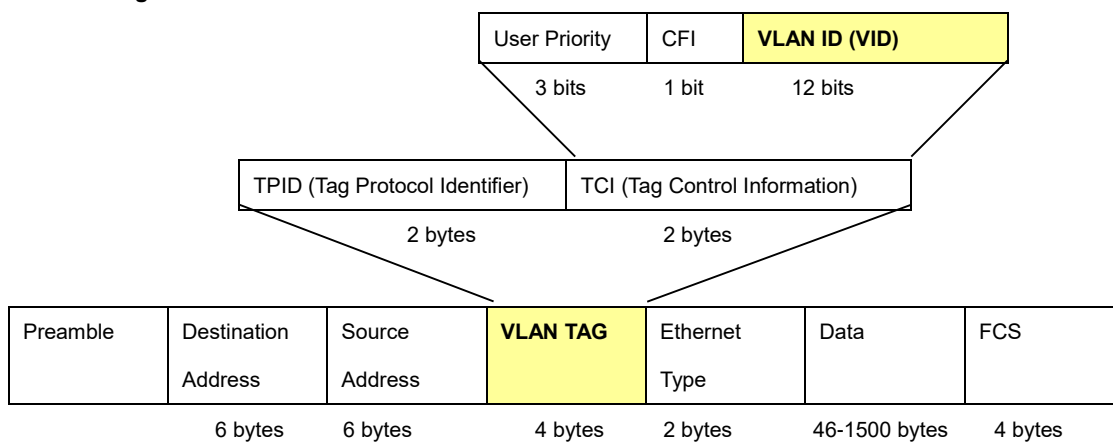 User Priority CFI VLAN ID (VID)
3 bits 1 bit 12 bits
TPID (Tag Protocol Identifier) TCI (Tag Control Information)
2 bytes 2 bytes
Preamble Destination Source VLAN TAG Ethernet Data FCS
Address Address Type
6 bytes 6 bytes 4 bytes 2 bytes 46-1500 bytes 4 bytes